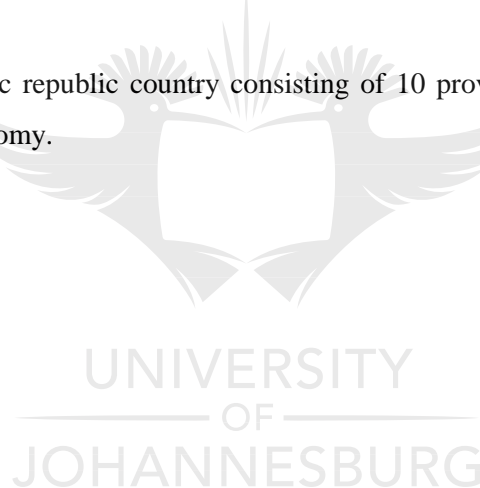 c republic country consisting of 10 prov
omy.
UNIVERSITY
OF
JOHANNESBURG